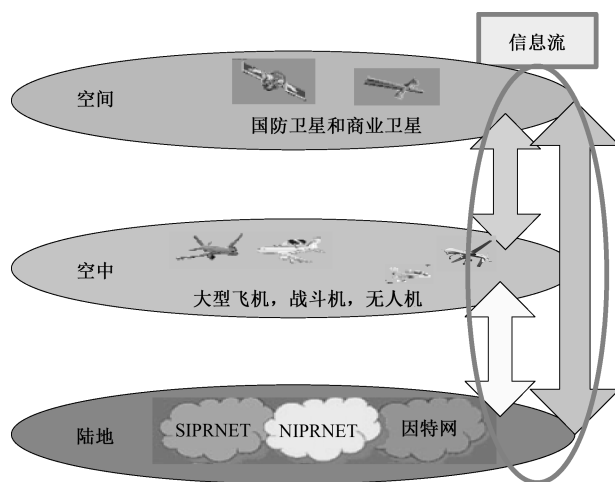 信息流
空间
国防卫星和商业卫星
空中
大型飞机，战斗机，无人机
陆地
SIPRNET
NIPRNET
因特网